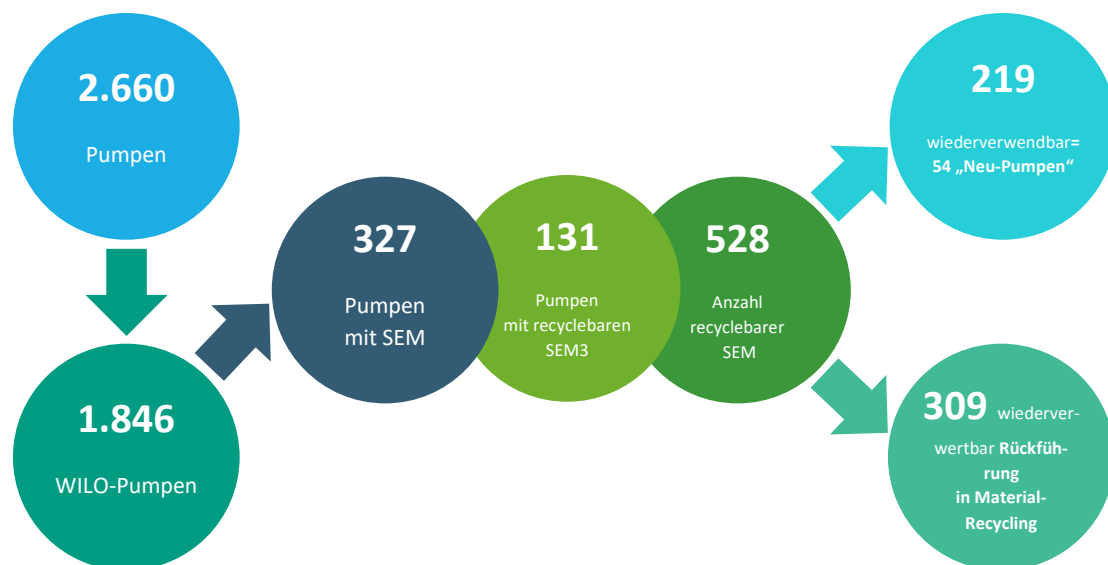 2.660
Pumpen
1.846
WILO-Pumpen
327
Pumpen
mit SEM
131
Pumpen
mit recyclebaren
SEM3
528
Anzahl
recyclebarer
SEM
219
wiederverwendbar=
54 „Neu-Pumpen“
309 wiederver-
wertbar Rückfüh-
rung
in Material-
Recycling